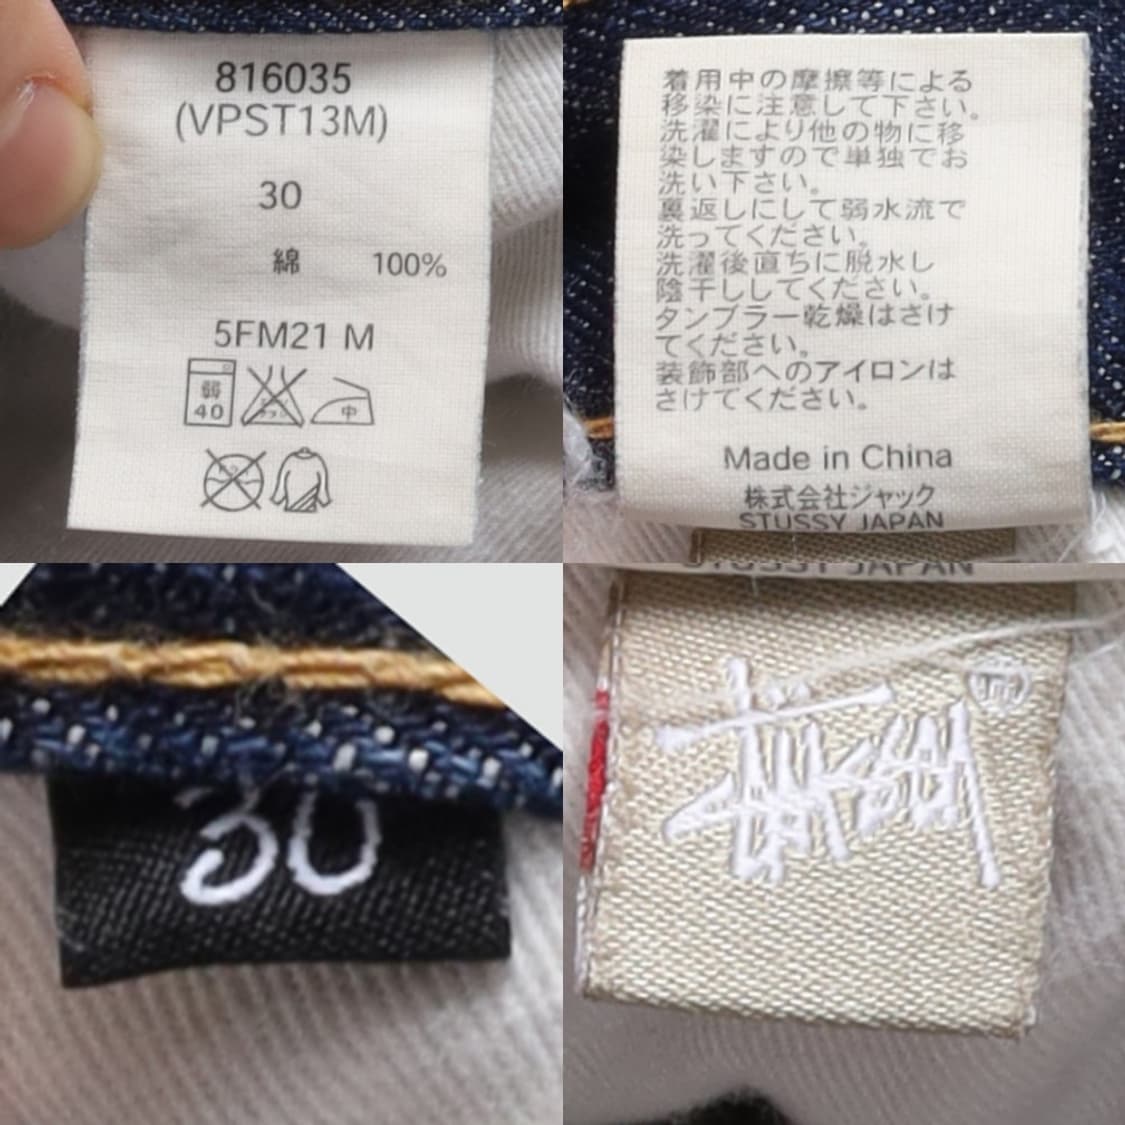 816035
(VPST13M)
30
綿 100%
5FM21 M
弱
40
中
着用中の摩擦等による
移染に注意して下さい。
洗濯により他の物に移
染しますので単独でお
洗い下さい。
裏返しにして弱水流で
洗ってください。
洗濯後直ちに脱水し
陰干ししてください。
タンブラー乾燥はさけ
てください。
装飾部へのアイロンは
さけてください。
Made in China
株式会社ジャック
STUSSY JAPAN
30
STUSSY JAPAN
Stüssy